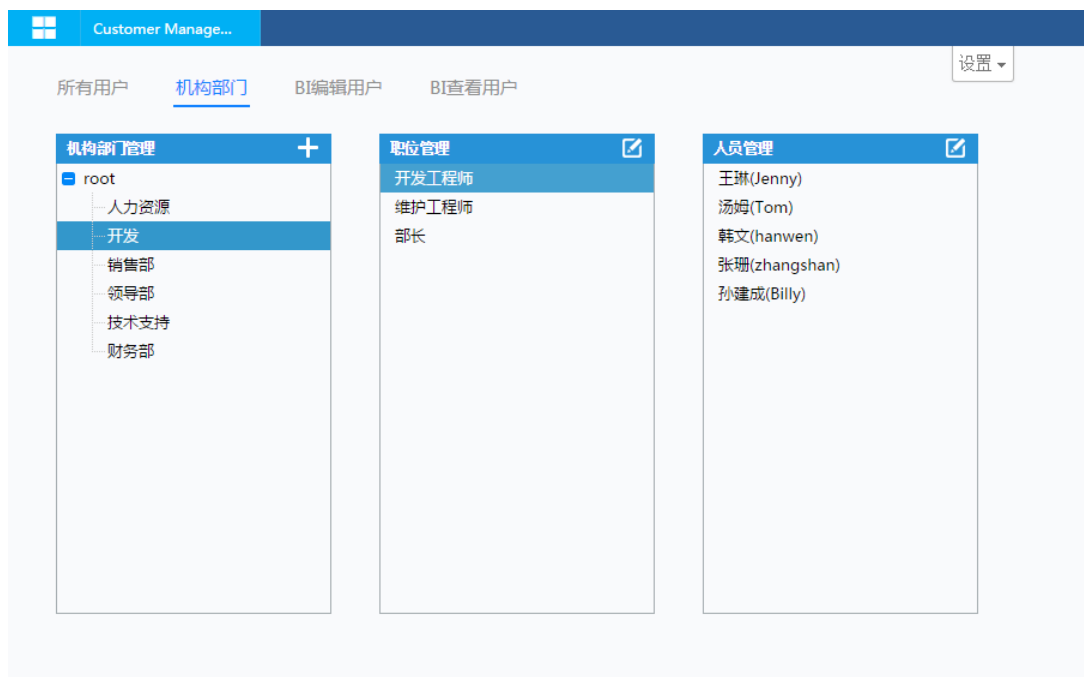 Customer Manage...
设置
所有用户 机构部门 BI编辑用户 BI查看用户
机构部门管理
root
人力资源
开发
销售部
领导部
技术支持
财务部
职位管理
开发工程师
维护工程师
部长
人员管理
王琳(Jenny)
汤姆(Tom)
韩文(hanwen)
张珊(zhangshan)
孙建成(Billy)